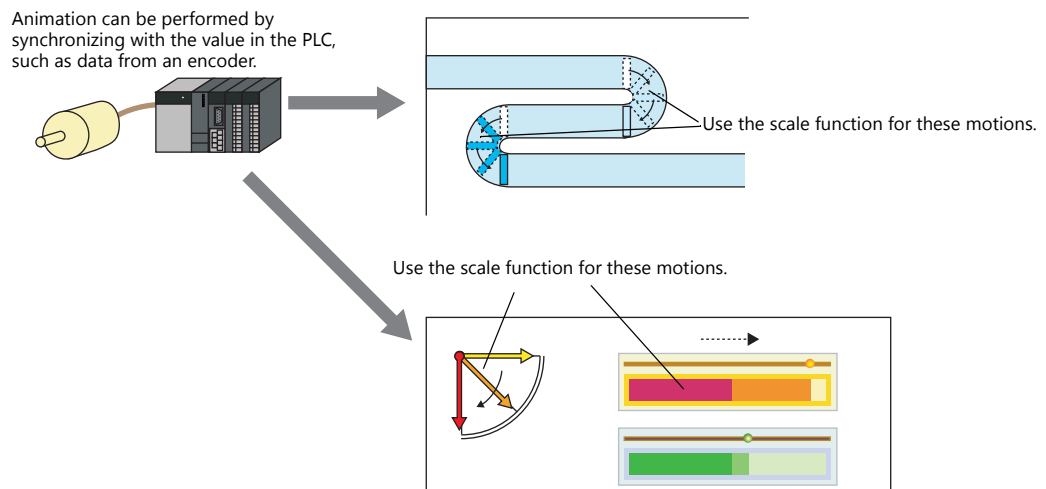 Animation can be performed by
synchronizing with the value in the PLC,
such as data from an encoder.
Use the scale function for these motions.
Use the scale function for these motions.